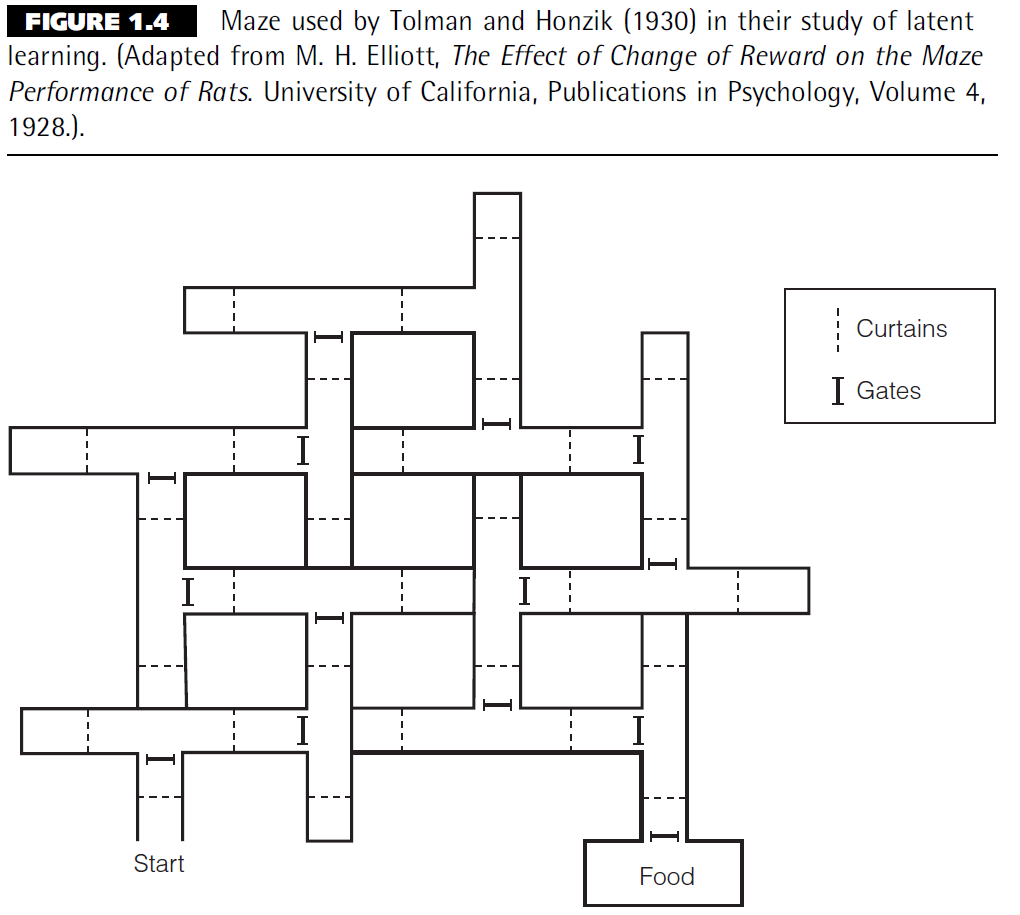 FIGURE 1.4 Maze used by Tolman and Honzik (1930) in their study of latent
learning. (Adapted from M. H. Elliott, The Effect of Change of Reward on the Maze
Performance of Rats. University of California, Publications in Psychology, Volume 4,
1928.).
Curtains
Gates
Start
Food